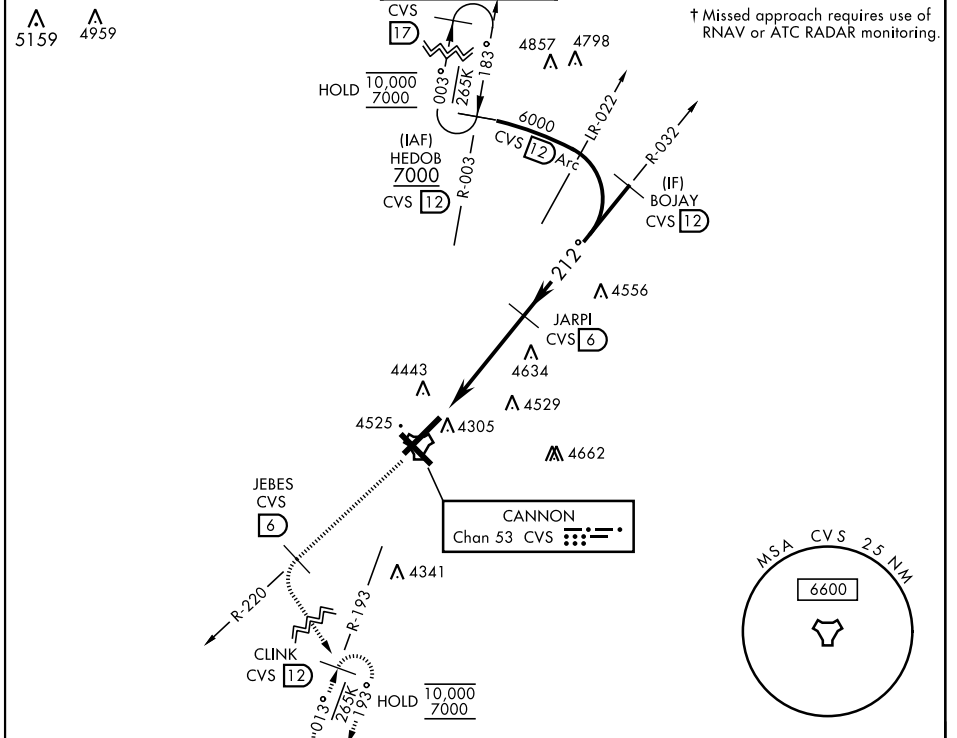 5159
4959
CVS
17
† Missed approach requires use of
RNAV or ATC RADAR monitoring.
4857
4798
HOLD 10,000
7000
003°
265K
183°
6000
CVS 12 Arc
LR-022
R-032
(IAF)
HEDOB
7000
CVS 12
R-003
(IF)
BOJAY
CVS 12
212°
4556
JARPI
CVS 6
4634
4443
4529
4525
4305
4662
CANNON
Chan 53 CVS
JEBES
CVS
6
4341
R-220
R-193
CLINK
CVS 12
013°
265K
193°
HOLD 10,000
7000
MSA CVS 25 NM
6600